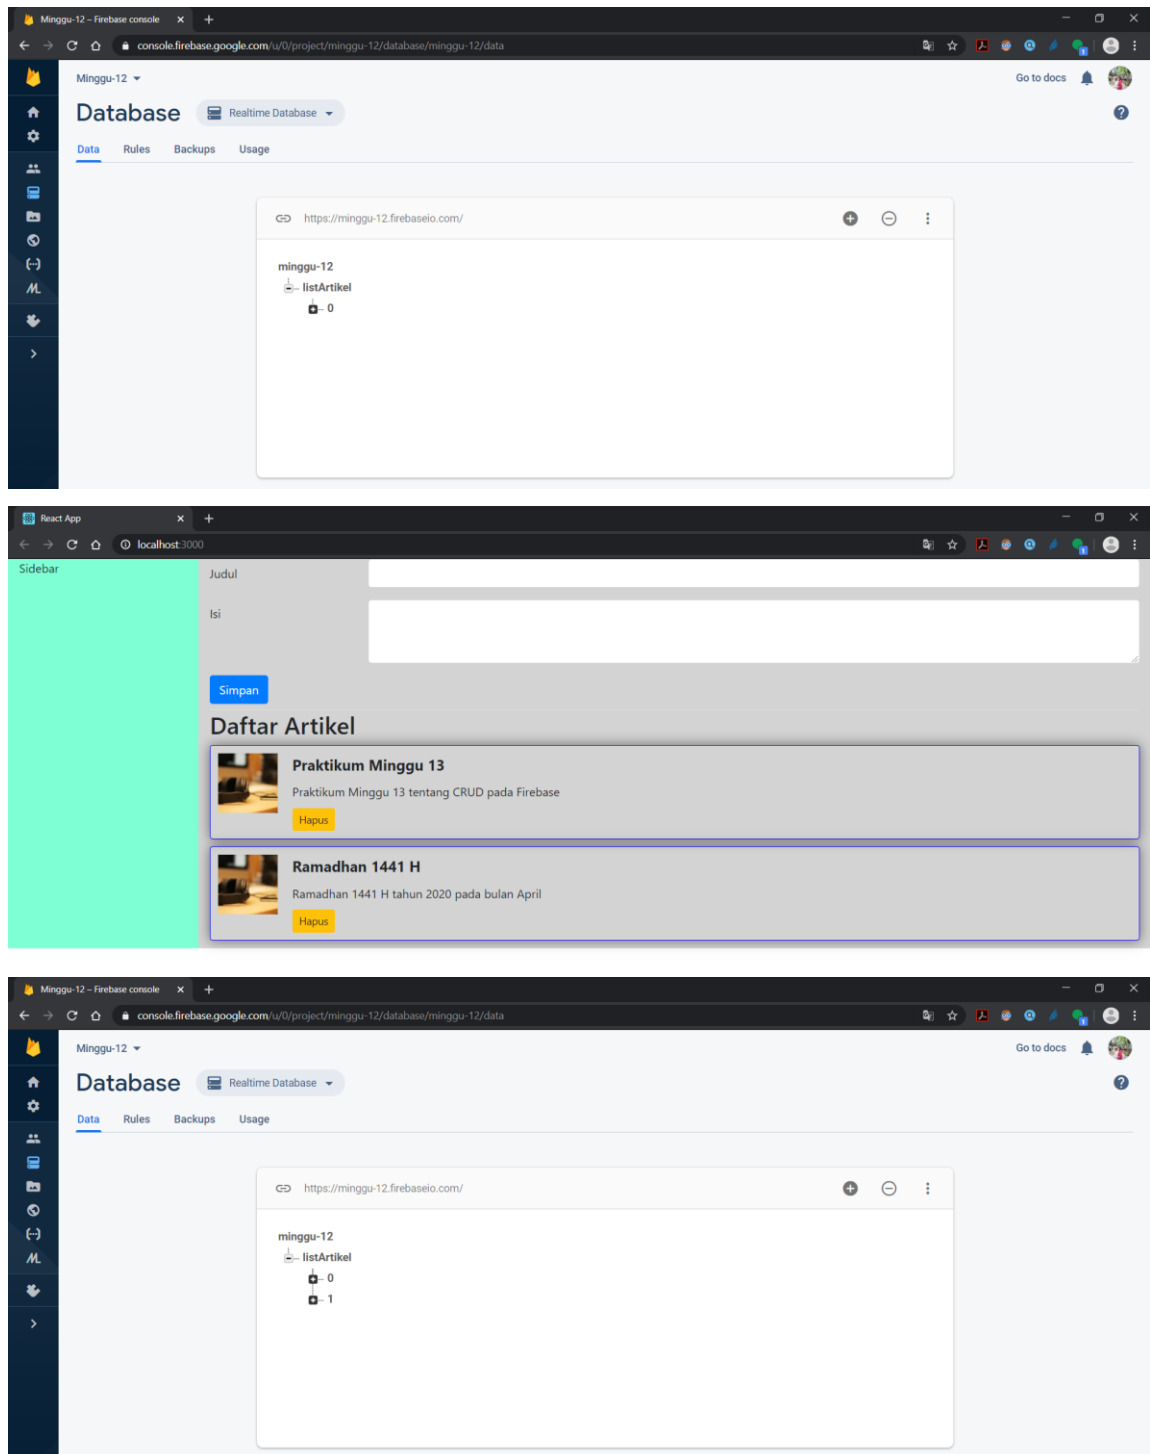 Minggu-12 – Firebase console
console.firebase.google.com/u/0/project/minggu-12/database/minggu-12/data
Minggu-12
Go to docs
Database
Realtime Database
Data Rules Backups Usage
https://minggu-12.firebaseio.com/
minggu-12
listArtikel
0
React App
localhost:3000
Sidebar
Judul
Isi
Simpan
Daftar Artikel
Praktikum Minggu 13
Praktikum Minggu 13 tentang CRUD pada Firebase
Hapus
Ramadhan 1441 H
Ramadhan 1441 H tahun 2020 pada bulan April
Hapus
Minggu-12 – Firebase console
console.firebase.google.com/u/0/project/minggu-12/database/minggu-12/data
Minggu-12
Go to docs
Database
Realtime Database
Data Rules Backups Usage
https://minggu-12.firebaseio.com/
minggu-12
listArtikel
0
1